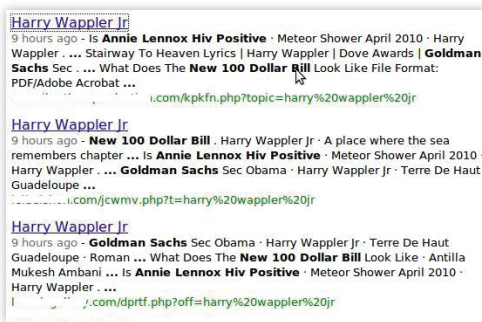 Harry Wappler Jr
9 hours ago - Is Annie Lennox Hiv Positive · Meteor Shower April 2010 · Harry
Wappler . ... Stairway To Heaven Lyrics | Harry Wappler | Dove Awards | Goldman
Sachs Sec . ... What Does The New 100 Dollar Bill Look Like File Format:
PDF/Adobe Acrobat ...
.com/kpkfn.php?topic=harry%20wappler%20jr
Harry Wappler Jr
9 hours ago - New 100 Dollar Bill . Harry Wappler Jr · A place where the sea
remembers chapter ... Is Annie Lennox Hiv Positive · Meteor Shower April 2010 ·
Harry Wappler . ... Goldman Sachs Sec Obama · Harry Wappler Jr · Terre De Haut
Guadeloupe ...
.com/jcwmv.php?t=harry%20wappler%20jr
Harry Wappler Jr
9 hours ago - Goldman Sachs Sec Obama · Harry Wappler Jr · Terre De Haut
Guadeloupe · Roman ... What Does The New 100 Dollar Bill Look Like · Antilla
Mukesh Ambani ... Is Annie Lennox Hiv Positive · Meteor Shower April 2010 ·
Harry Wappler . ...
.com/dprtf.php?off=harry%20wappler%20jr